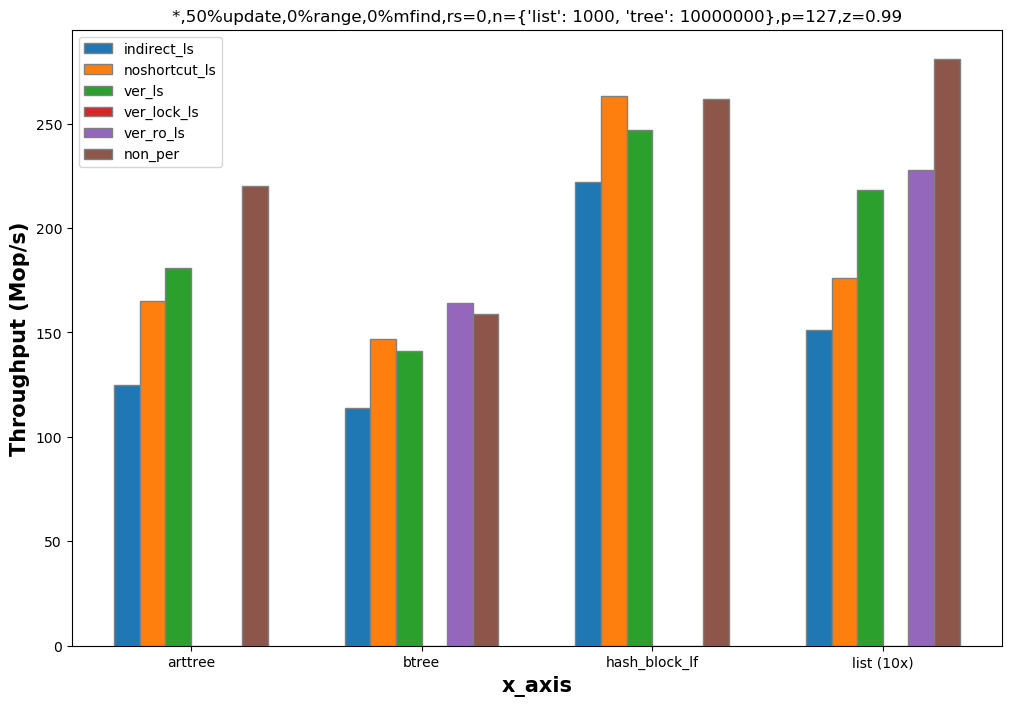 *,50%update,0%range,0%mfind,rs=0,n={'list': 1000, 'tree': 10000000},p=127,z=0.99
indirect_ls
noshortcut_ls
ver_ls
ver_lock_ls
ver_ro_ls
non_per
Throughput (Mop/s)
250
200
150
100
50
0
arttree
btree
hash_block_lf
list (10x)
x_axis